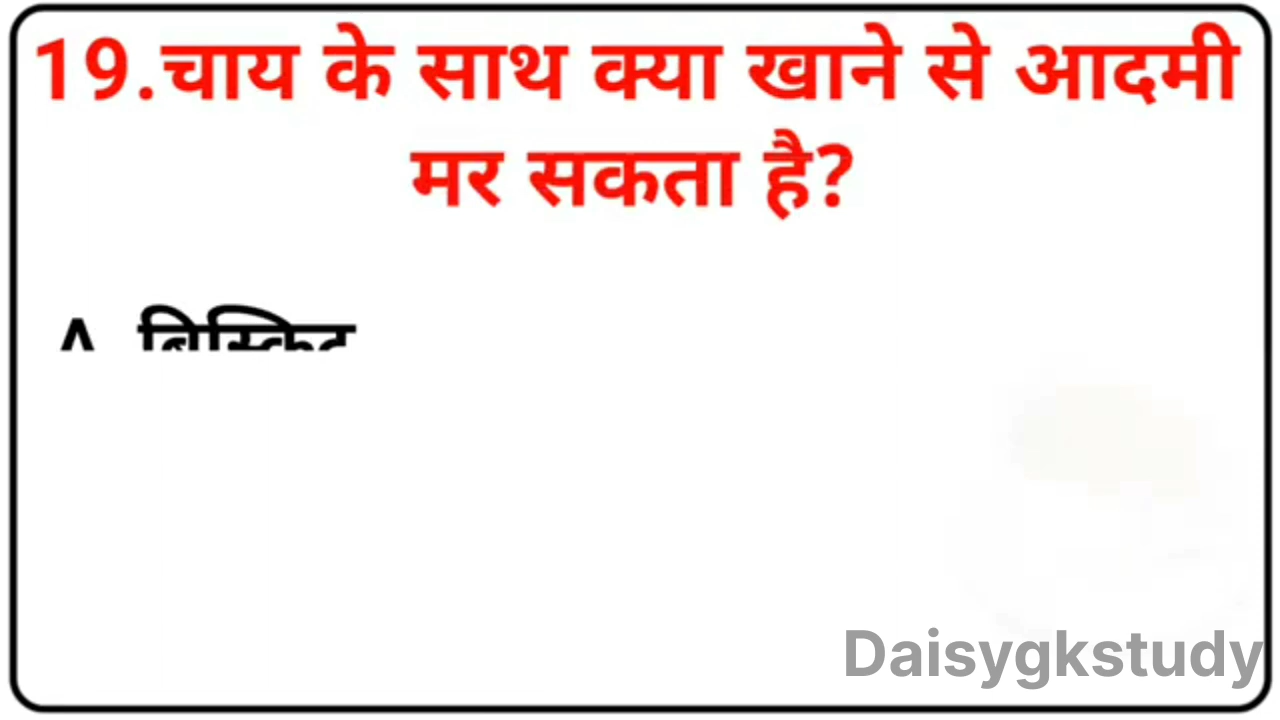 19.चाय के साथ क्या खाने से आदमी
मर सकता है?
A बिस्किट
Daisygkstudy